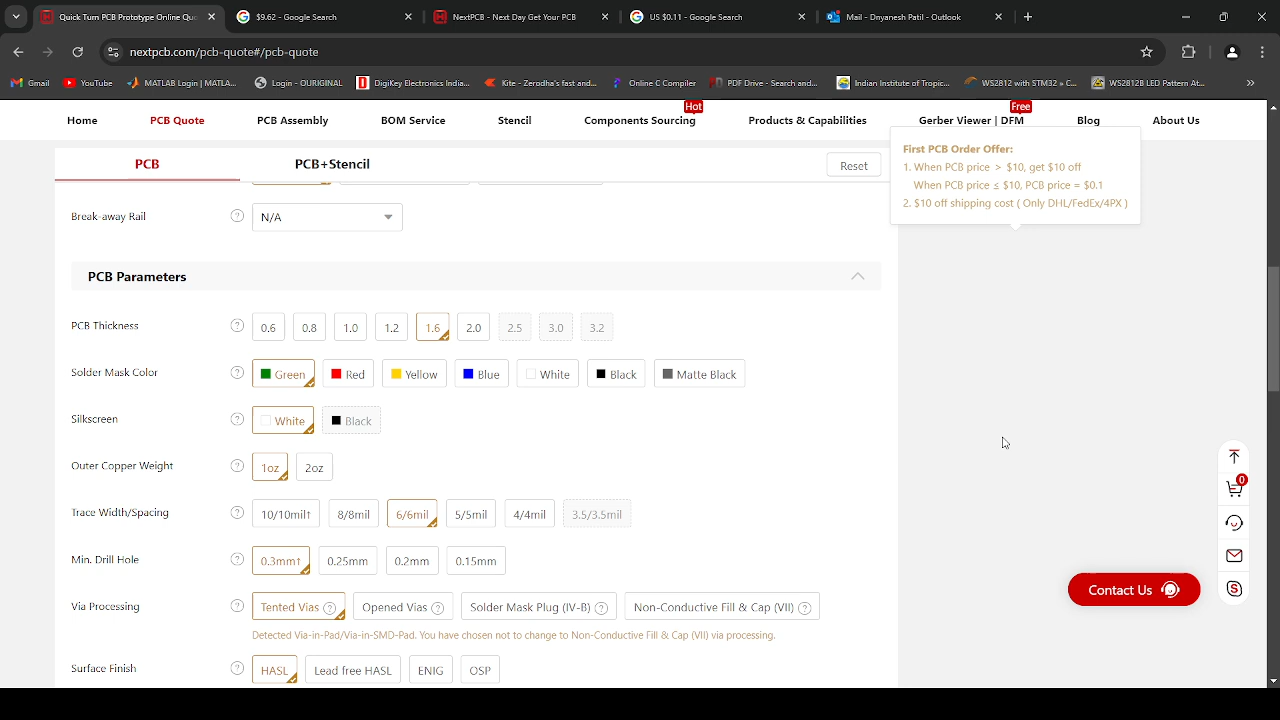 Quick Turn PCB Prototype Online Quo
$9.62 - Google Search
NextPCB - Next Day Get Your PCB
US $0.11 - Google Search
Mail - Dnyanesh Patil - Outlook
nextpcb.com/pcb-quote#/pcb-quote
Gmail
YouTube
MATLAB Login | MATLA...
Login - OURIGINAL
DigiKey Electronics India...
Kite - Zerodha's fast and...
Online C Compiler
PDF Drive - Search and...
Indian Institute of Tropic...
WS2812 with STM32 » C...
WS2812B LED Pattern At...
Hot
Free
Home
PCB Quote
PCB Assembly
BOM Service
Stencil
Components Sourcing
Products & Capabilities
Gerber Viewer | DFM
Blog
About Us
PCB
PCB+Stencil
Reset
First PCB Order Offer:
1. When PCB price > $10, get $10 off
When PCB price ≤ $10, PCB price = $0.1
2. $10 off shipping cost ( Only DHL/FedEx/4PX )
Break-away Rail ? N/A
PCB Parameters
PCB Thickness ? 0.6 0.8 1.0 1.2 1.6 2.0 2.5 3.0 3.2
Solder Mask Color ? Green Red Yellow Blue White Black Matte Black
Silkscreen ? White Black
Outer Copper Weight ? 1oz 2oz
Trace Width/Spacing ? 10/10mil↑ 8/8mil 6/6mil 5/5mil 4/4mil 3.5/3.5mil
Min. Drill Hole ? 0.3mm↑ 0.25mm 0.2mm 0.15mm
Via Processing ? Tented Vias ? Opened Vias ? Solder Mask Plug (IV-B) ? Non-Conductive Fill & Cap (VII) ?
Detected Via-in-Pad/Via-in-SMD-Pad. You have chosen not to change to Non-Conductive Fill & Cap (VII) via processing.
Surface Finish ? HASL Lead free HASL ENIG OSP
0
Contact Us